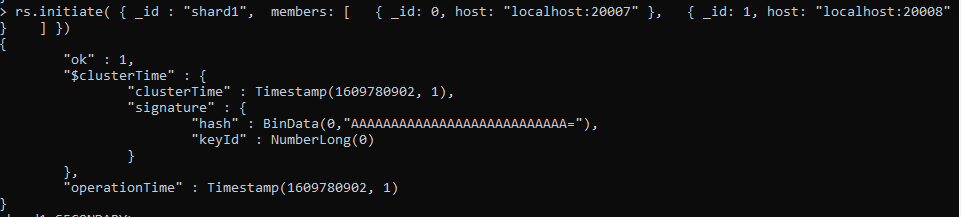 > rs.initiate( { _id : "shard1",  members: [   { _id: 0, host: "localhost:20007" },   { _id: 1, host: "localhost:20008"
}    ] })
{
        "ok" : 1,
        "$clusterTime" : {
                "clusterTime" : Timestamp(1609780902, 1),
                "signature" : {
                        "hash" : BinData(0,"AAAAAAAAAAAAAAAAAAAAAAAAAAA="),
                        "keyId" : NumberLong(0)
                }
        },
        "operationTime" : Timestamp(1609780902, 1)
}